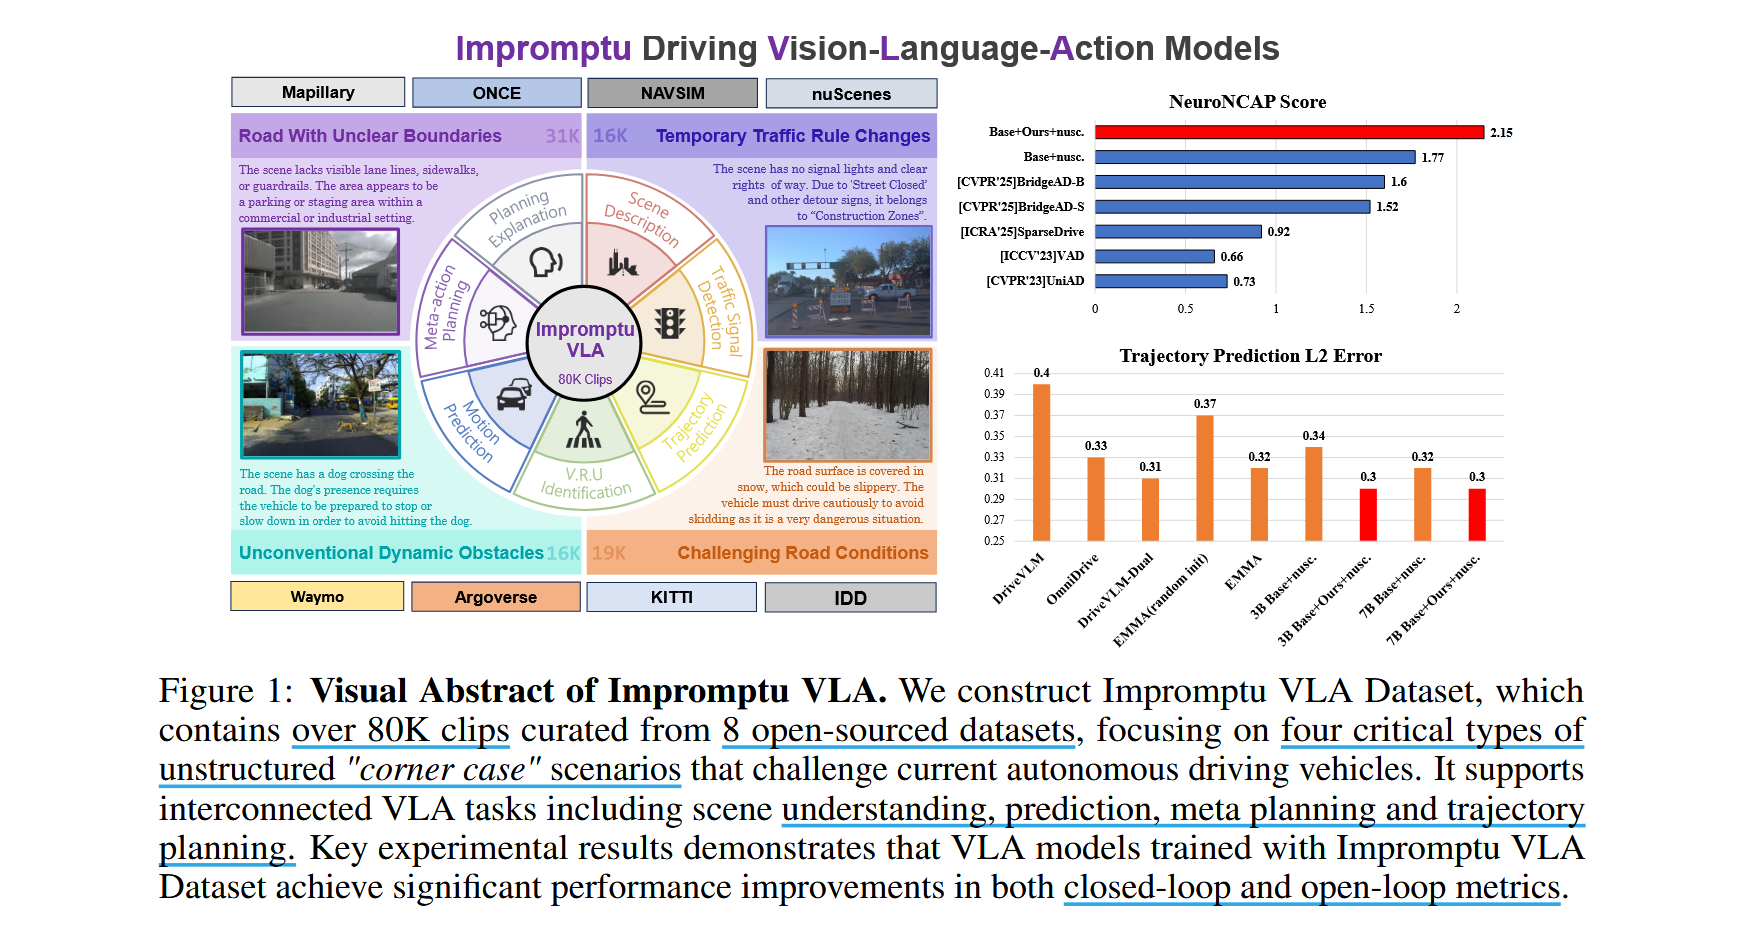 Impromptu Driving Vision-Language-Action Models
Mapillary
ONCE
NAVSIM
nuScenes
Road With Unclear Boundaries 31K
16K Temporary Traffic Rule Changes
The scene lacks visible lane lines, sidewalks,
or guardrails. The area appears to be
a parking or staging area within a
commercial or industrial setting.
The scene has no signal lights and clear
rights of way. Due to 'Street Closed'
and other detour signs, it belongs
to “Construction Zones”.
Planning
Explanation
Scene
Description
Meta-action
Planning
Traffic Signal
Detection
Impromptu
VLA
80K Clips
Motion
Prediction
Trajectory
Prediction
V.R.U
Identification
The scene has a dog crossing the
road. The dog's presence requires
the vehicle to be prepared to stop or
slow down in order to avoid hitting the dog.
The road surface is covered in
snow, which could be slippery. The
vehicle must drive cautiously to avoid
skidding as it is a very dangerous situation.
Unconventional Dynamic Obstacles 16K
19K Challenging Road Conditions
Waymo
Argoverse
KITTI
IDD
NeuroNCAP Score
Base+Ours+nusc. 2.15
Base+nusc. 1.77
[CVPR'25]BridgeAD-B 1.6
[CVPR'25]BridgeAD-S 1.52
[ICRA'25]SparseDrive 0.92
[ICCV'23]VAD 0.66
[CVPR'23]UniAD 0.73
0 0.5 1 1.5 2
Trajectory Prediction L2 Error
0.41
0.39
0.37
0.35
0.33
0.31
0.29
0.27
0.25
0.4
0.33
0.31
0.37
0.32
0.34
0.3
0.32
0.3
DriveVLM
OmniDrive
DriveVLM-Dual
EMMA(random init)
EMMA
3B Base+nusc.
3B Base+Ours+nusc.
7B Base+nusc.
7B Base+Ours+nusc.
Figure 1: Visual Abstract of Impromptu VLA. We construct Impromptu VLA Dataset, which
contains over 80K clips curated from 8 open-sourced datasets, focusing on four critical types of
unstructured "corner case" scenarios that challenge current autonomous driving vehicles. It supports
interconnected VLA tasks including scene understanding, prediction, meta planning and trajectory
planning. Key experimental results demonstrates that VLA models trained with Impromptu VLA
Dataset achieve significant performance improvements in both closed-loop and open-loop metrics.